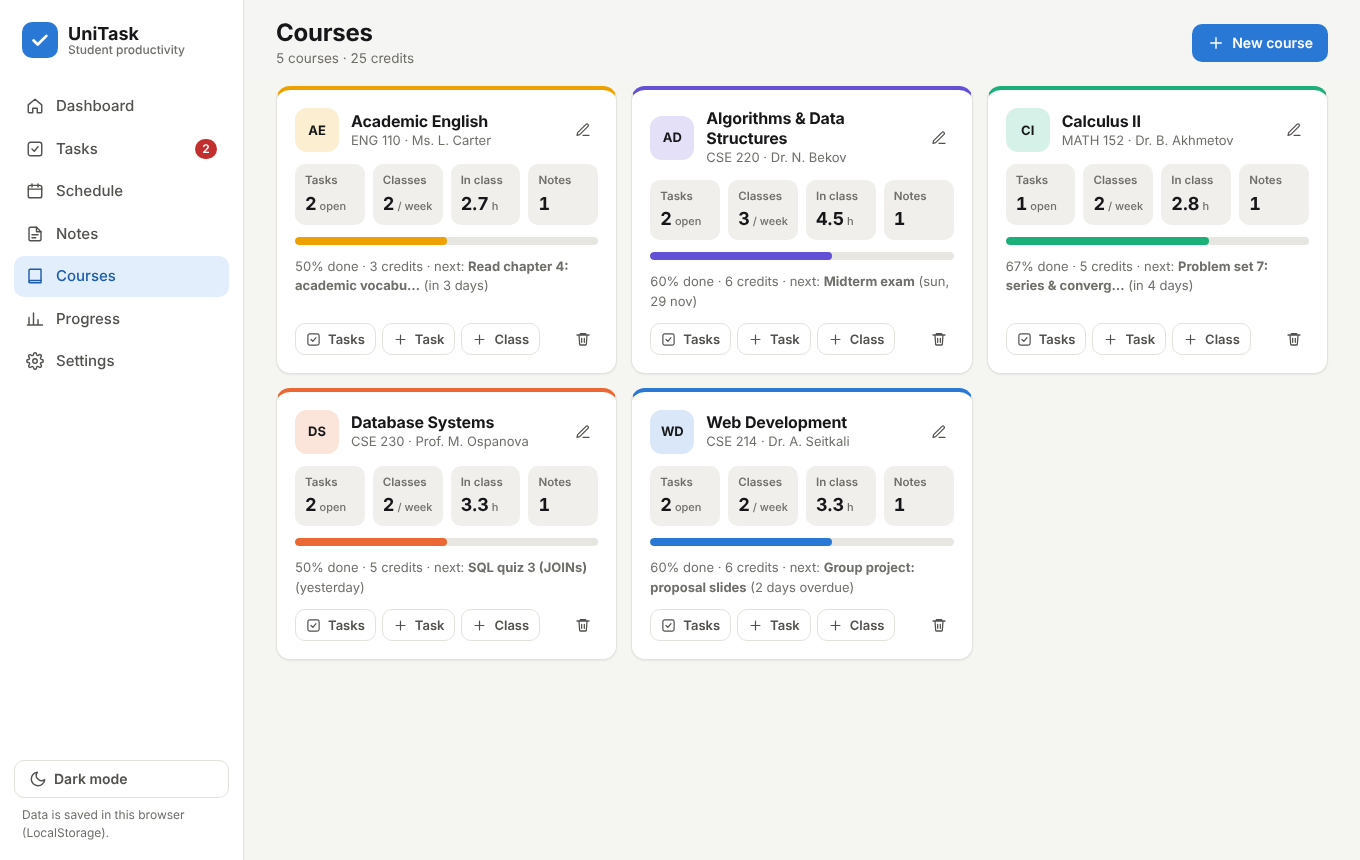 UniTask
Student productivity
Dashboard
Tasks 2
Schedule
Notes
Courses
Progress
Settings
Dark mode
Data is saved in this browser
(LocalStorage).
Courses
5 courses · 25 credits
New course
AE
Academic English
ENG 110 · Ms. L. Carter
Tasks Classes In class Notes
2 open 2 / week 2.7 h 1
50% done · 3 credits · next: Read chapter 4:
academic vocabu... (in 3 days)
Tasks Task Class
AD
Algorithms & Data
Structures
CSE 220 · Dr. N. Bekov
Tasks Classes In class Notes
2 open 3 / week 4.5 h 1
60% done · 6 credits · next: Midterm exam (sun,
29 nov)
Tasks Task Class
CI
Calculus II
MATH 152 · Dr. B. Akhmetov
Tasks Classes In class Notes
1 open 2 / week 2.8 h 1
67% done · 5 credits · next: Problem set 7:
series & converg... (in 4 days)
Tasks Task Class
DS
Database Systems
CSE 230 · Prof. M. Ospanova
Tasks Classes In class Notes
2 open 2 / week 3.3 h 1
50% done · 5 credits · next: SQL quiz 3 (JOINs)
(yesterday)
Tasks Task Class
WD
Web Development
CSE 214 · Dr. A. Seitkali
Tasks Classes In class Notes
2 open 2 / week 3.3 h 1
60% done · 6 credits · next: Group project:
proposal slides (2 days overdue)
Tasks Task Class